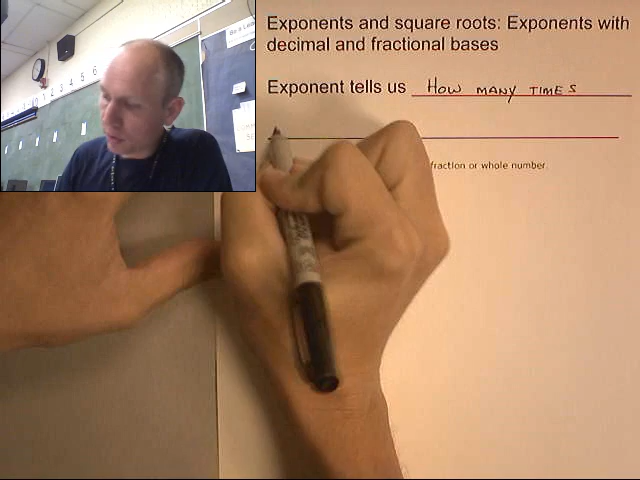 Exponents and square roots: Exponents with
decimal and fractional bases
Exponent tells us HOW MANY TIMES
fraction or whole number.